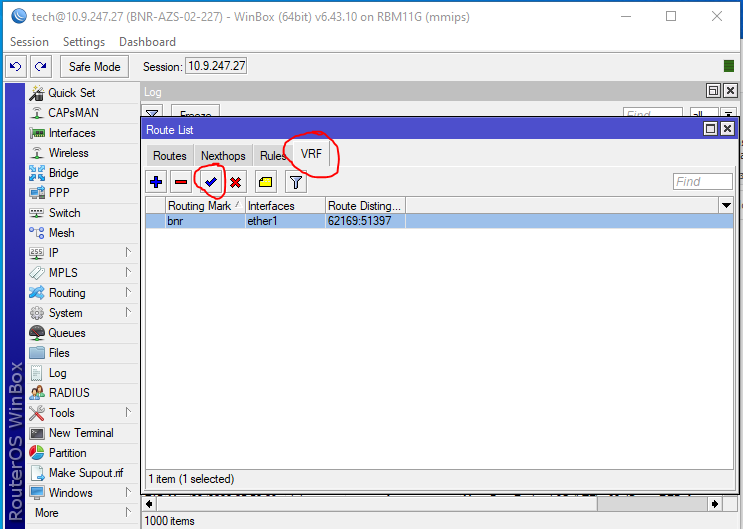 tech@10.9.247.27 (BNR-AZS-02-227) - WinBox (64bit) v6.43.10 on RBM11G (mmips)
Session Settings Dashboard
Safe Mode Session: 10.9.247.27
Quick Set
CAPsMAN
Interfaces
Wireless
Bridge
PPP
Switch
Mesh
IP
MPLS
Routing
System
Queues
Files
Log
RADIUS
Tools
New Terminal
Partition
Make Supout.rif
Windows
More
RouterOS WinBox
Log
Freeze Find all
Route List
Routes Nexthops Rules VRF
Find
Routing Mark Interfaces Route Disting...
bnr ether1 62169:51397
1 item (1 selected)
1000 items